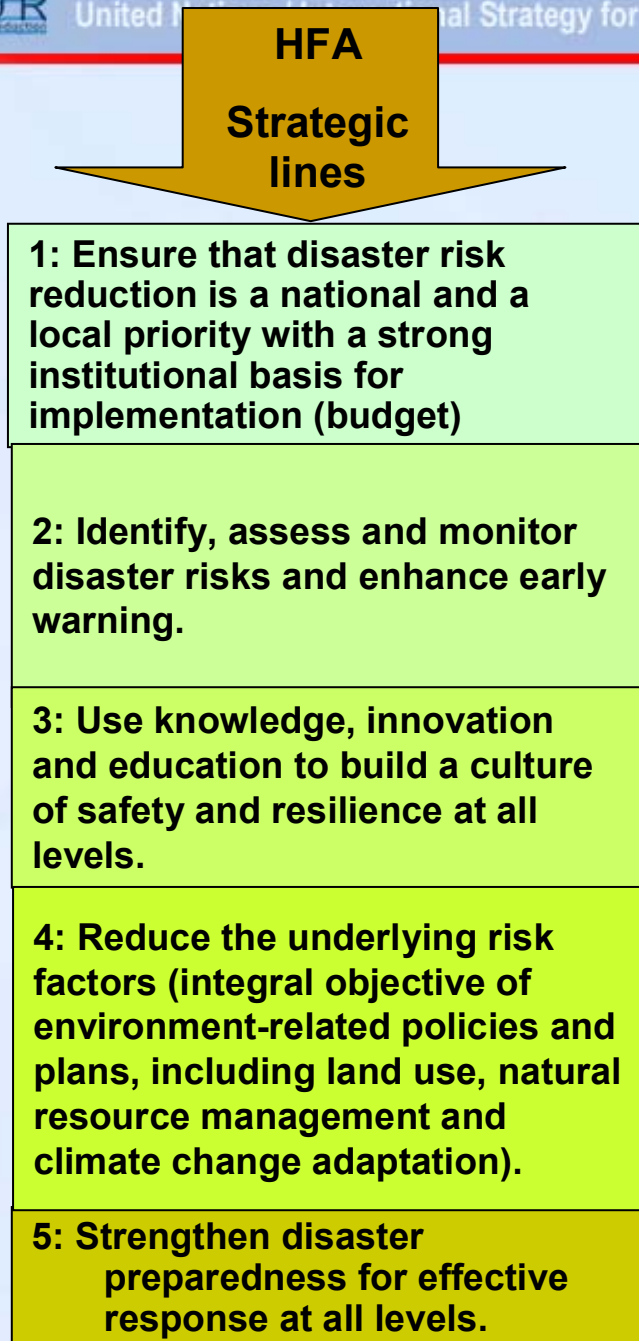 United
al Strategy for
HFA
Strategic
lines
1: Ensure that disaster risk
reduction is a national and a
local priority with a strong
institutional basis for
implementation (budget)
2: Identify, assess and monitor
disaster risks and enhance early
warning.
3: Use knowledge, innovation
and education to build a culture
of safety and resilience at all
levels.
4: Reduce the underlying risk
factors (integral objective of
environment-related policies and
plans, including land use, natural
resource management and
climate change adaptation).
5: Strengthen disaster
preparedness for effective
response at all levels.